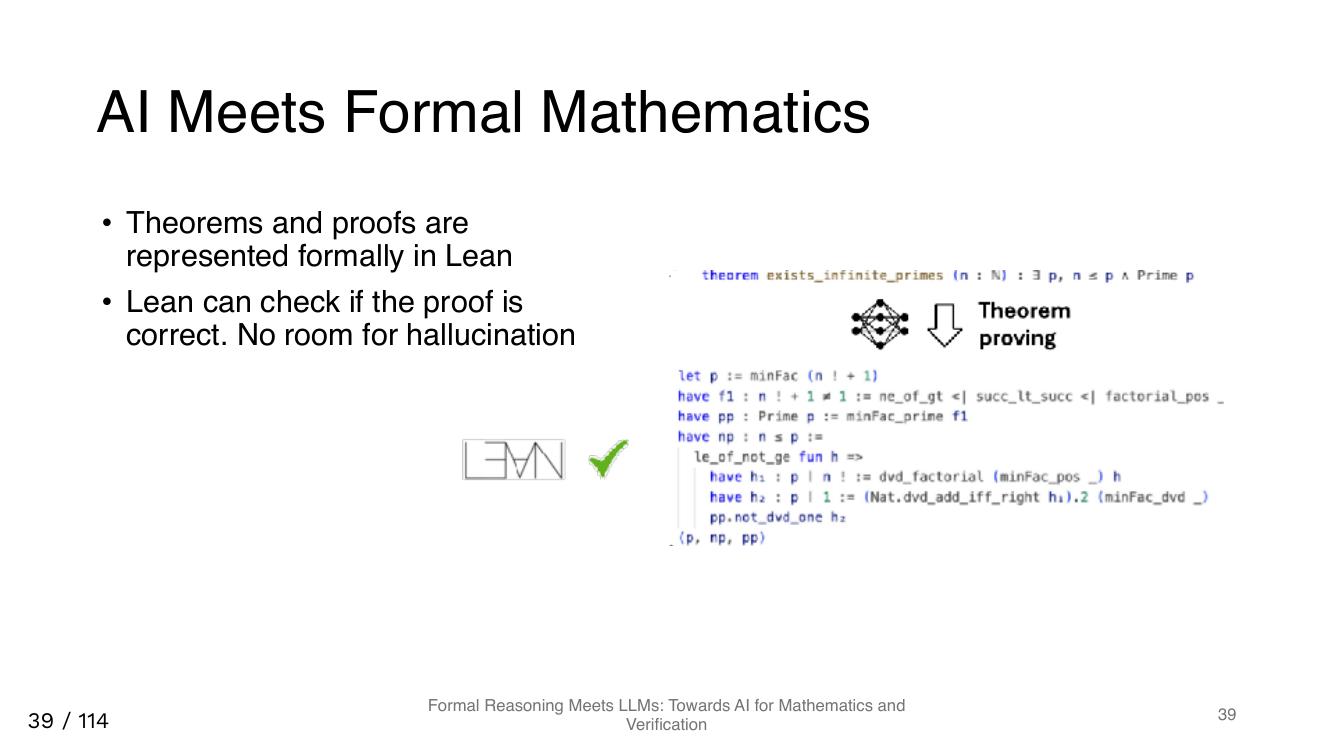 AI Meets Formal Mathematics
• Theorems and proofs are
represented formally in Lean
• Lean can check if the proof is
correct. No room for hallucination
theorem exists_infinite_primes (n : ℕ) : ∃ p, n ≤ p ∧ Prime p
Theorem
proving
let p := minFac (n ! + 1)
have f1 : n ! + 1 ≠ 1 := ne_of_gt <| succ_lt_succ <| factorial_pos _
have pp : Prime p := minFac_prime f1
have np : n ≤ p :=
le_of_not_ge fun h =>
have h₁ : p ∣ n ! := dvd_factorial (minFac_pos _) h
have h₂ : p ∣ 1 := (Nat.dvd_add_iff_right h₁).2 (minFac_dvd _)
pp.not_dvd_one h₂
⟨p, np, pp⟩
L∃∀N
Formal Reasoning Meets LLMs: Towards AI for Mathematics and
Verification
39 / 114
39